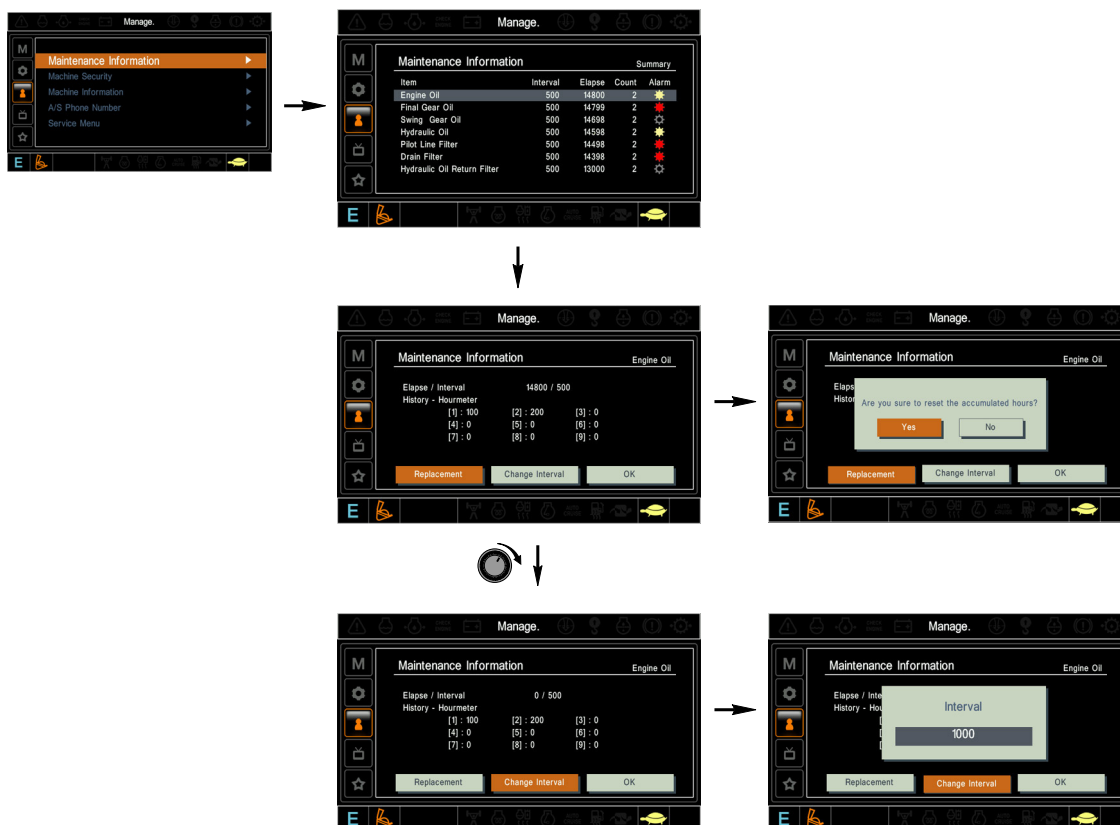 Manage.
M
Maintenance Information
Machine Security
Machine Information
A/S Phone Number
Service Menu
E
Manage.
M
Maintenance Information Summary
Item Interval Elapse Count Alarm
Engine Oil 500 14800 2
Final Gear Oil 500 14799 2
Swing Gear Oil 500 14698 2
Hydraulic Oil 500 14598 2
Pilot Line Filter 500 14498 2
Drain Filter 500 14398 2
Hydraulic Oil Return Filter 500 13000 2
E
Manage.
M
Maintenance Information Engine Oil
Elapse / Interval 14800 / 500
History - Hourmeter
[1] : 100 [2] : 200 [3] : 0
[4] : 0 [5] : 0 [6] : 0
[7] : 0 [8] : 0 [9] : 0
Replacement Change Interval OK
E
Manage.
M
Maintenance Information Engine Oil
Elaps
Histor
Are you sure to reset the accumulated hours?
Yes No
Replacement Change Interval OK
E
Manage.
M
Maintenance Information Engine Oil
Elapse / Interval 0 / 500
History - Hourmeter
[1] : 100 [2] : 200 [3] : 0
[4] : 0 [5] : 0 [6] : 0
[7] : 0 [8] : 0 [9] : 0
Replacement Change Interval OK
E
Manage.
M
Maintenance Information Engine Oil
Elapse / Inte
History - Hou
Interval
1000
Replacement Change Interval OK
E